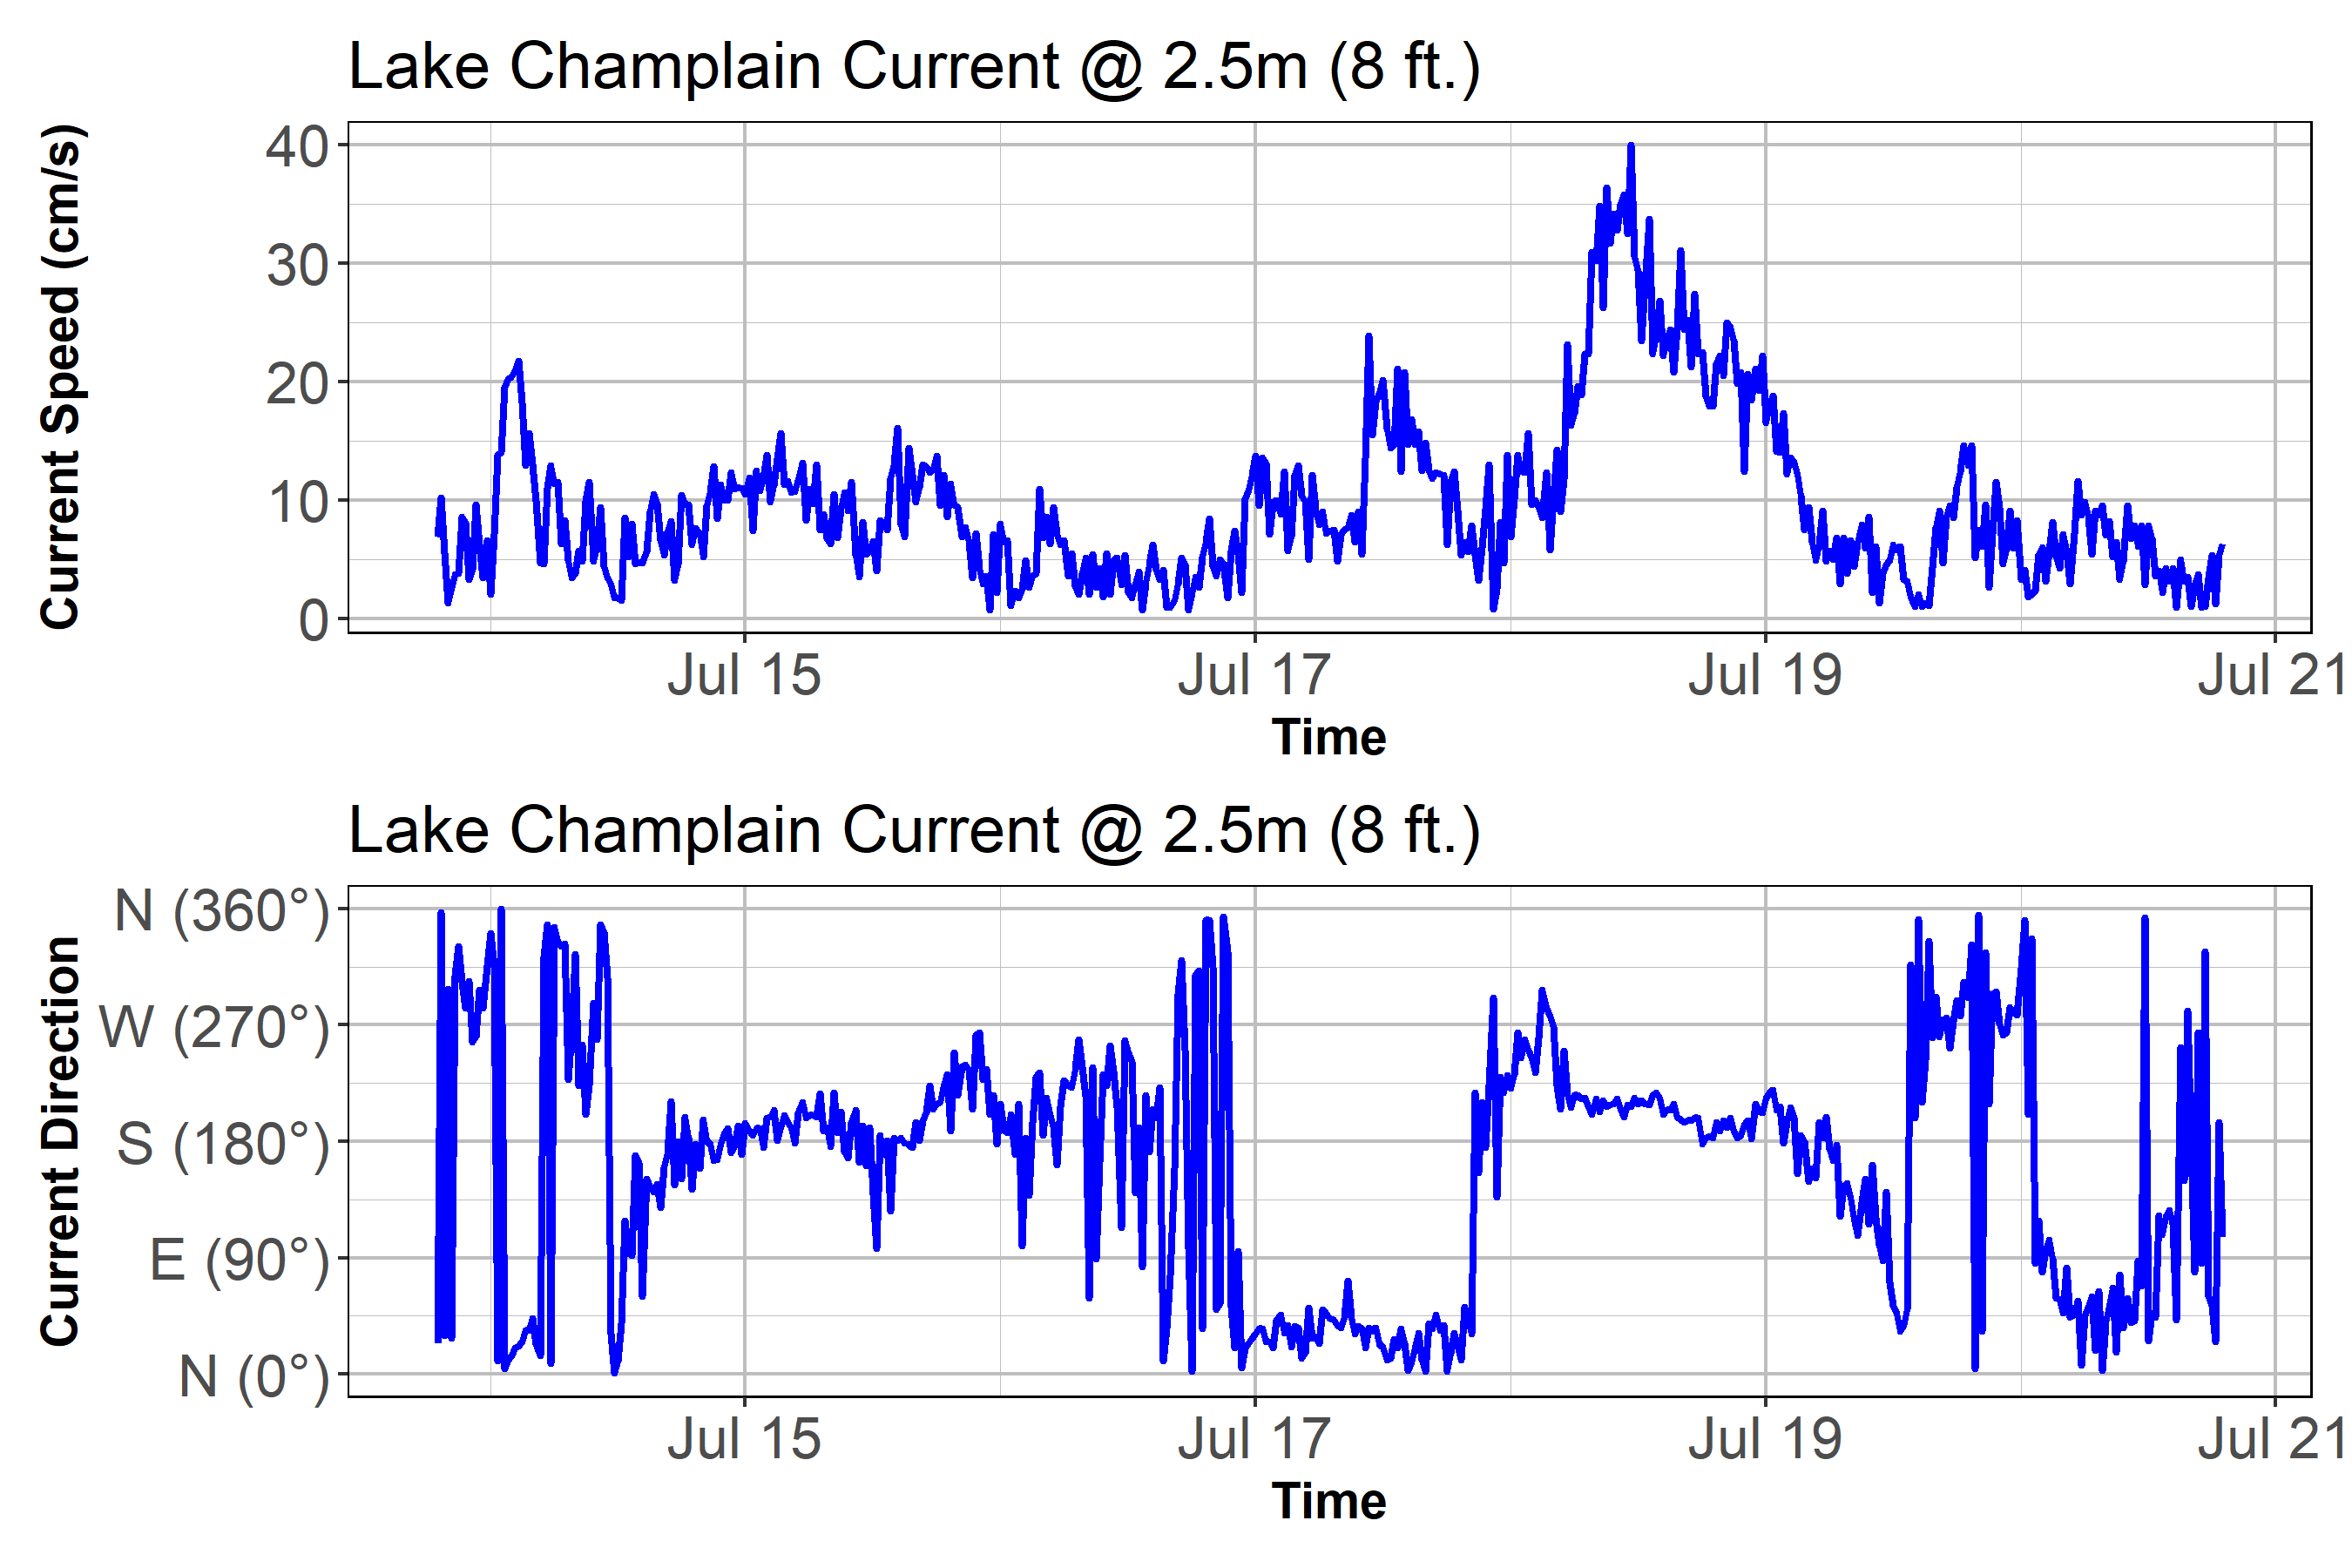 Lake Champlain Current @ 2.5m (8 ft.)
Current Speed (cm/s)
40
30
20
10
0
Jul 15 Jul 17 Jul 19 Jul 21
Time
Lake Champlain Current @ 2.5m (8 ft.)
Current Direction
N (360°)
W (270°)
S (180°)
E (90°)
N (0°)
Jul 15 Jul 17 Jul 19 Jul 21
Time